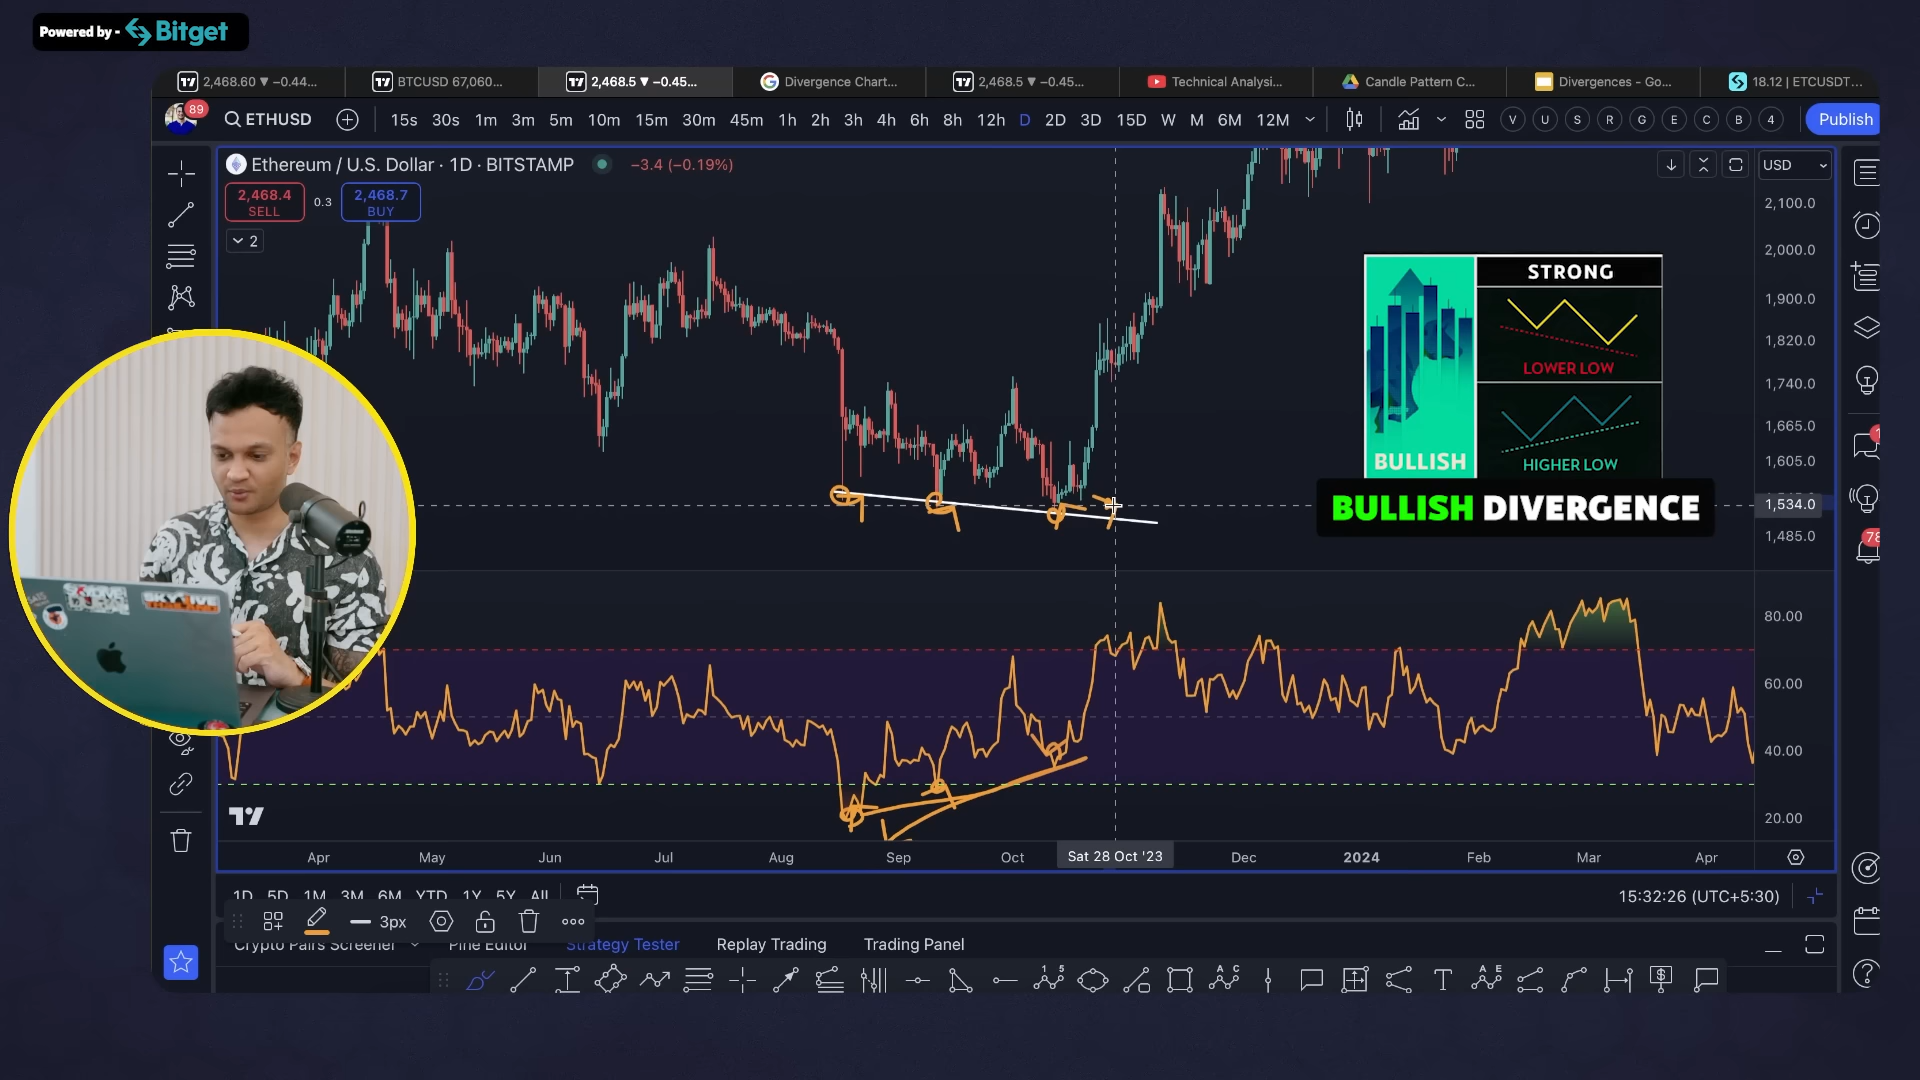 Powered by - Bitget
2,468.60 ▼ −0.44... BTCUSD 67,060... 2,468.5 ▼ −0.45... Divergence Chart... 2,468.5 ▼ −0.45... Technical Analysi... Candle Pattern C... Divergences - Go... 18.12 | ETCUSDT...
89 ETHUSD 15s 30s 1m 3m 5m 10m 15m 30m 45m 1h 2h 3h 4h 6h 8h 12h D 2D 3D 15D W M 6M 12M V U S R G E C B 4 Publish
Ethereum / U.S. Dollar · 1D · BITSTAMP −3.4 (−0.19%) USD
2,468.4 0.3 2,468.7
SELL BUY
2
2,100.0
2,000.0
1,900.0
1,820.0
1,740.0
1,665.0
1,605.0
1,534.0
1,485.0
STRONG
LOWER LOW
BULLISH HIGHER LOW
BULLISH DIVERGENCE
78
80.00
60.00
40.00
20.00
Apr May Jun Jul Aug Sep Oct Sat 28 Oct '23 Dec 2024 Feb Mar Apr
1D 5D 1M 3M 6M YTD 1Y 5Y All 15:32:26 (UTC+5:30)
3px
Crypto Pairs Screener Pine Editor Strategy Tester Replay Trading Trading Panel